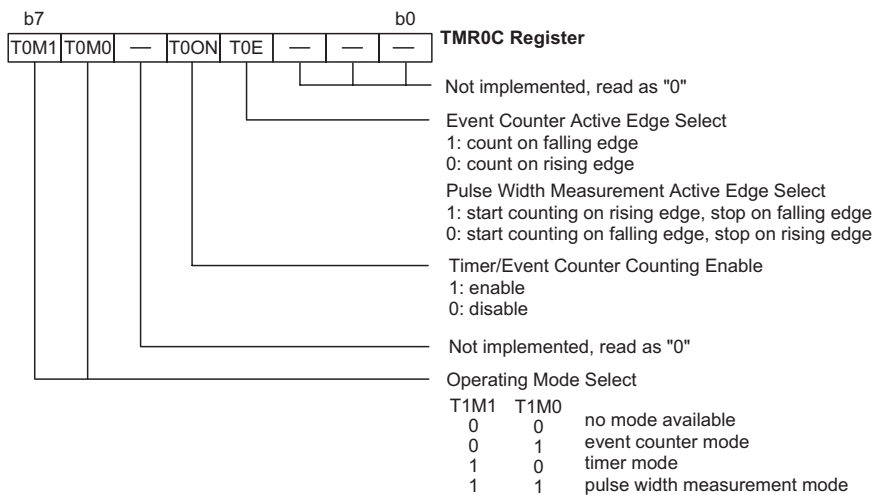 b7 b0
T0M1 T0M0 — T0ON T0E — — —
TMR0C Register
Not implemented, read as "0"
Event Counter Active Edge Select
1: count on falling edge
0: count on rising edge
Pulse Width Measurement Active Edge Select
1: start counting on rising edge, stop on falling edge
0: start counting on falling edge, stop on rising edge
Timer/Event Counter Counting Enable
1: enable
0: disable
Not implemented, read as "0"
Operating Mode Select
T1M1 T1M0
0 0 no mode available
0 1 event counter mode
1 0 timer mode
1 1 pulse width measurement mode